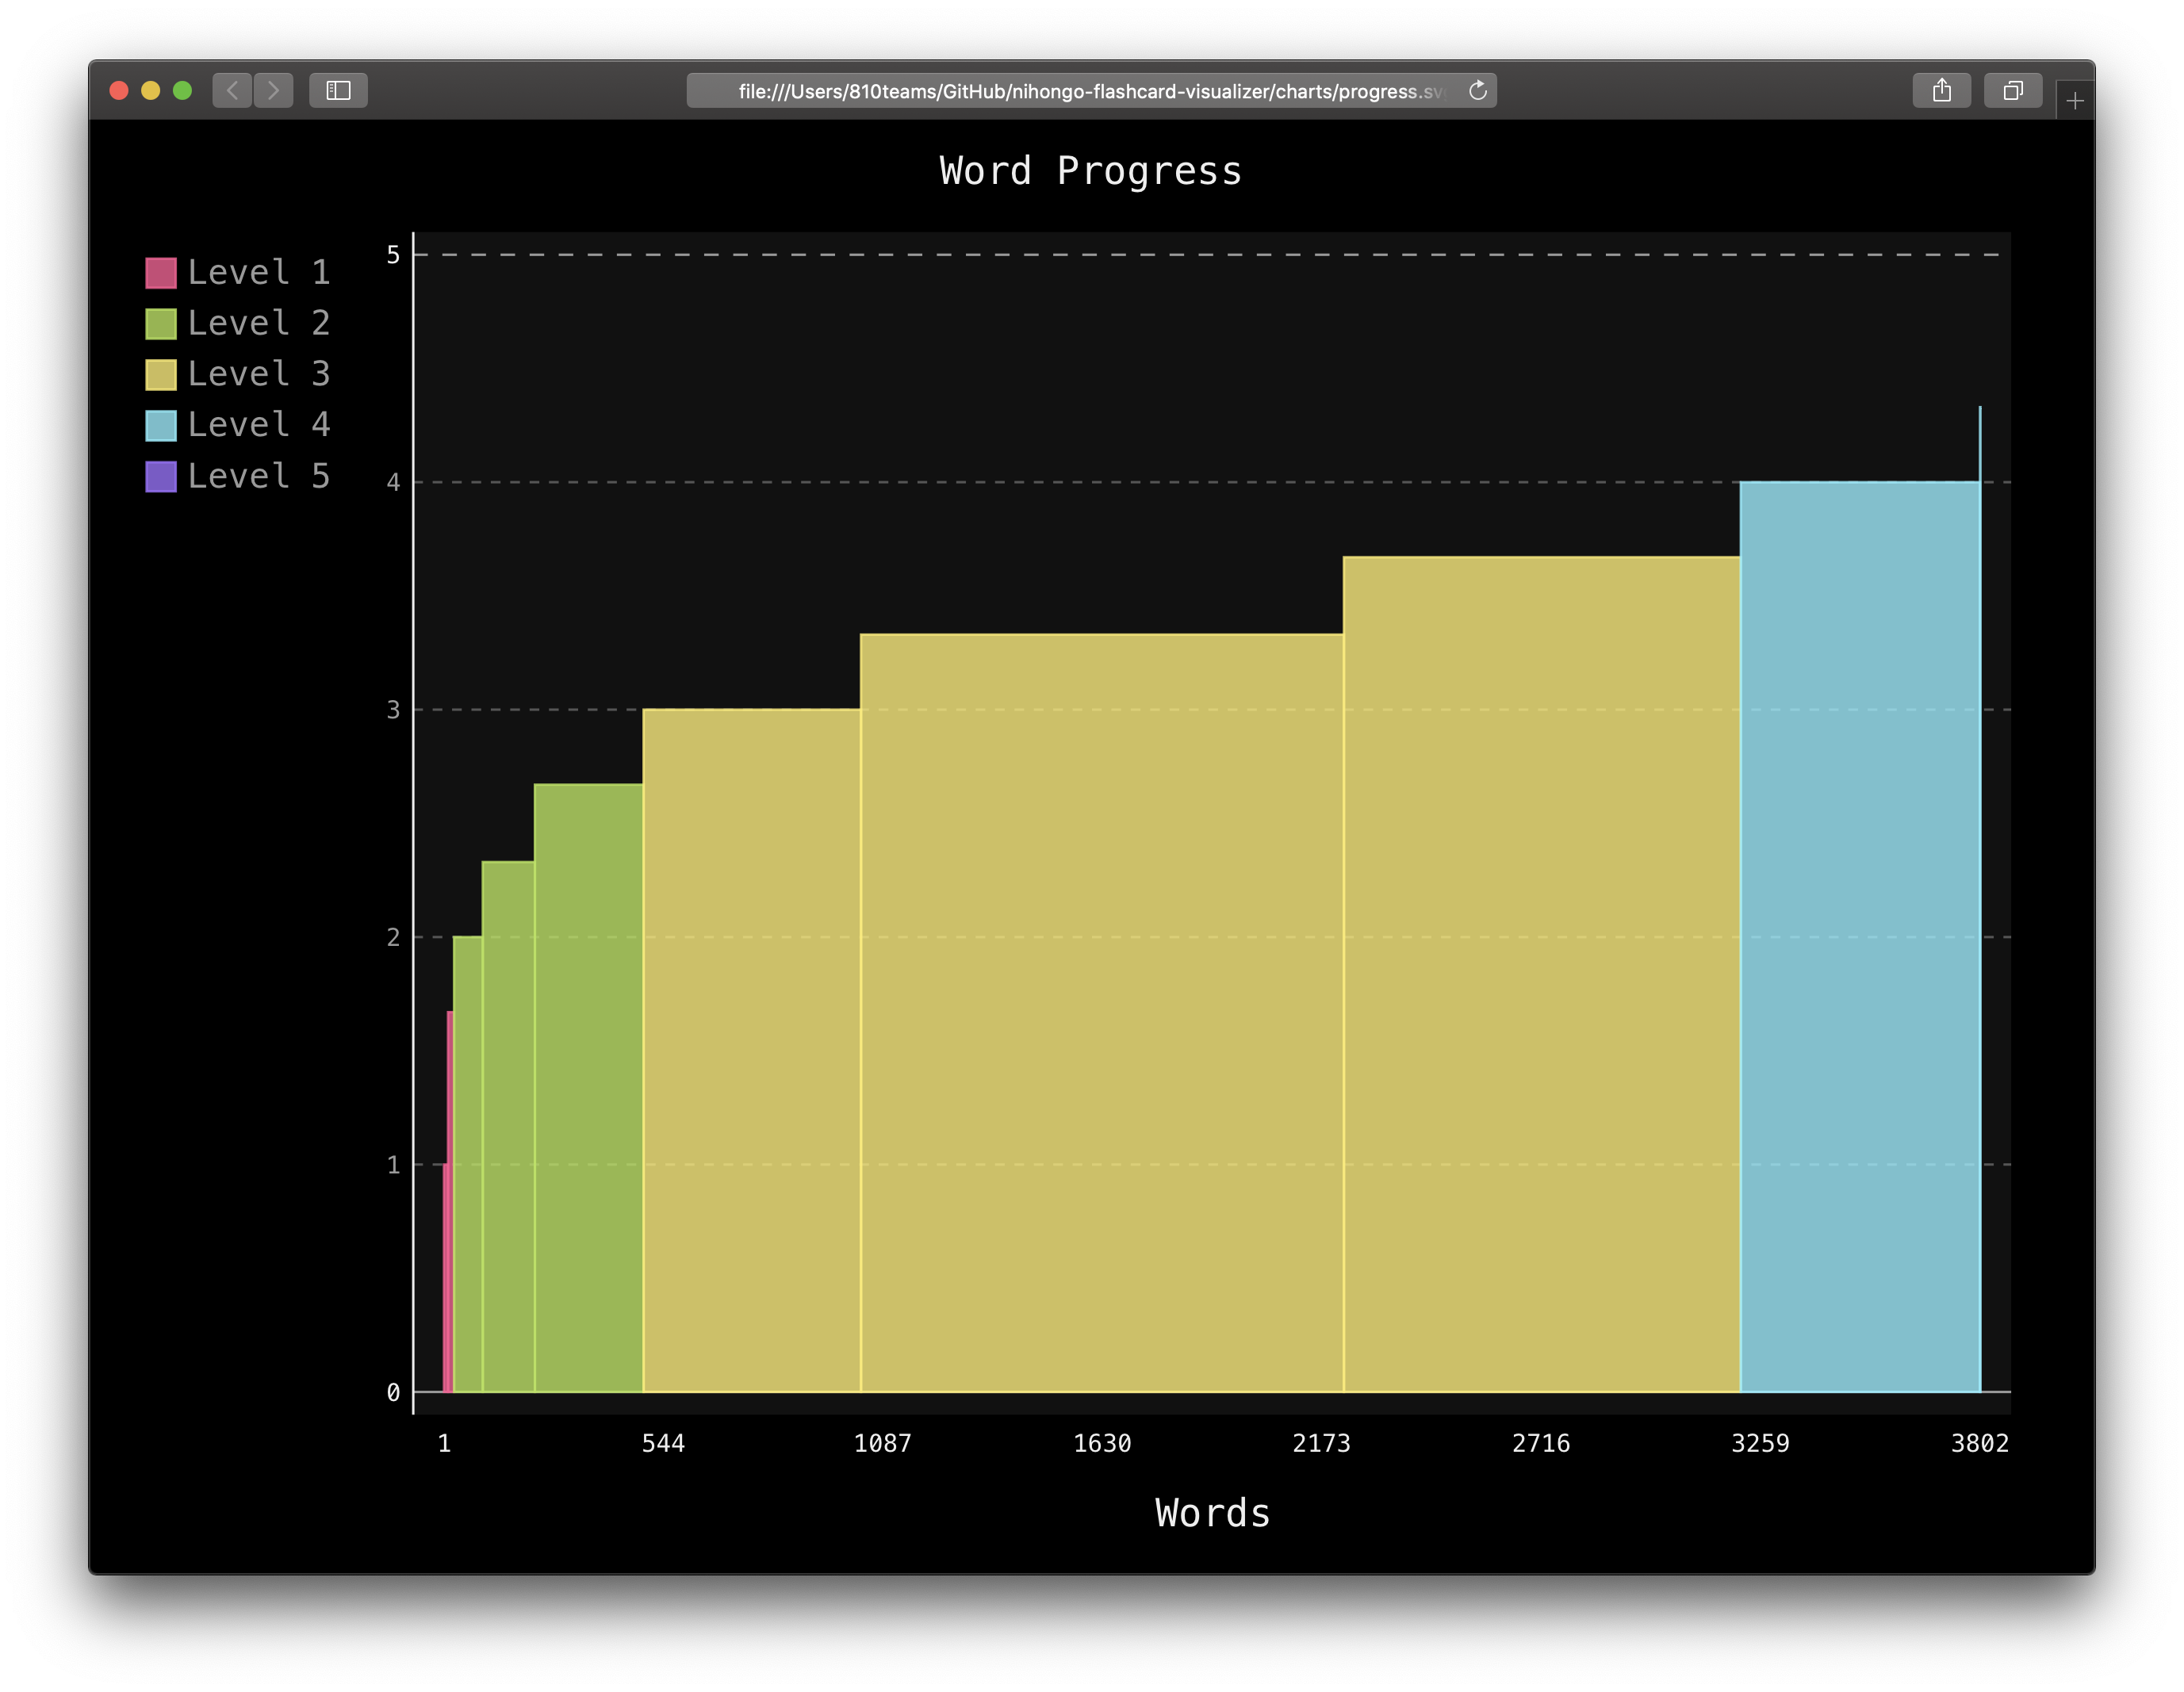 file:///Users/810teams/GitHub/nihongo-flashcard-visualizer/charts/progress.sv
Word Progress
Level 1
Level 2
Level 3
Level 4
Level 5
5
4
3
2
1
0
1 544 1087 1630 2173 2716 3259 3802
Words